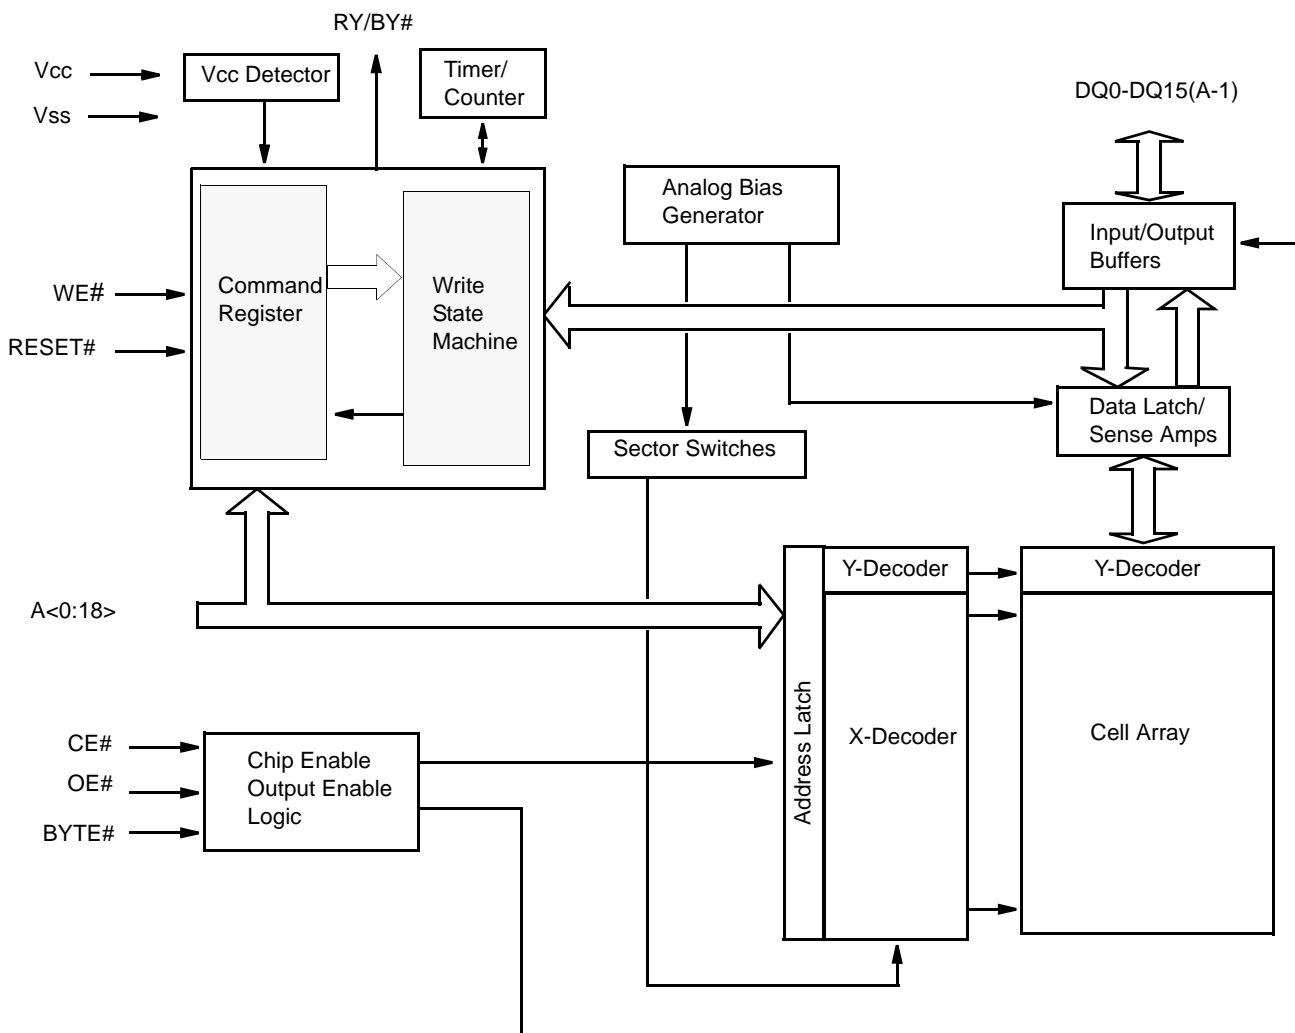 RY/BY#
Vcc
Vss
Vcc Detector
Timer/
Counter
DQ0-DQ15(A-1)
Analog Bias
Generator
Input/Output
Buffers
WE#
RESET#
Command
Register
Write
State
Machine
Data Latch/
Sense Amps
Sector Switches
Y-Decoder
Y-Decoder
A<0:18>
Address Latch
X-Decoder
Cell Array
CE#
OE#
BYTE#
Chip Enable
Output Enable
Logic